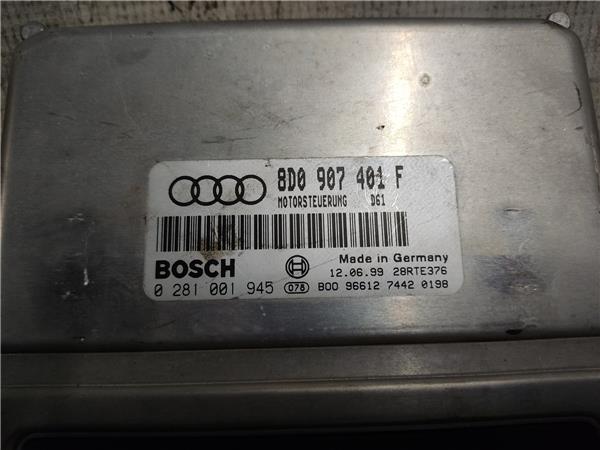 8D0 907 401 F
MOTORSTEUERUNG D61
BOSCH
Made in Germany
12.06.99 28RTE376
0 281 001 945 078 B00 96612 7442 0198